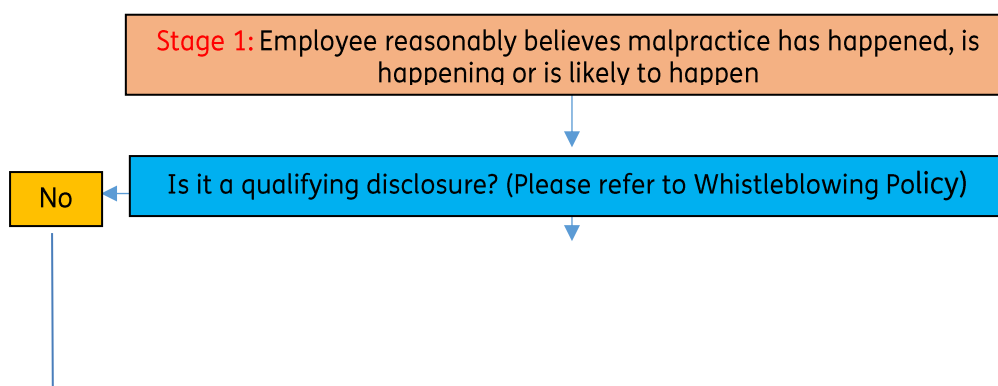 Stage 1: Employee reasonably believes malpractice has happened, is
happening or is likely to happen
Is it a qualifying disclosure? (Please refer to Whistleblowing Policy)
No